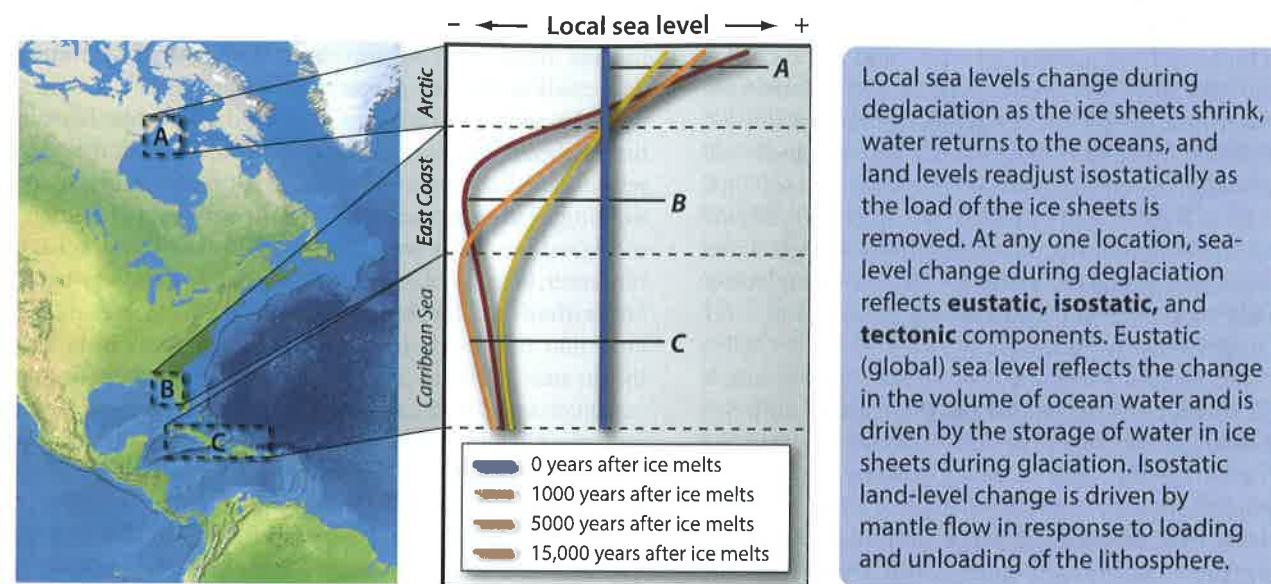 - Local sea level +
Arctic
East Coast
Carribean Sea
A
B
C
A
B
C
0 years after ice melts
1000 years after ice melts
5000 years after ice melts
15,000 years after ice melts
Local sea levels change during
deglaciation as the ice sheets shrink,
water returns to the oceans, and
land levels readjust isostatically as
the load of the ice sheets is
removed. At any one location, sea-
level change during deglaciation
reflects eustatic, isostatic, and
tectonic components. Eustatic
(global) sea level reflects the change
in the volume of ocean water and is
driven by the storage of water in ice
sheets during glaciation. Isostatic
land-level change is driven by
mantle flow in response to loading
and unloading of the lithosphere.